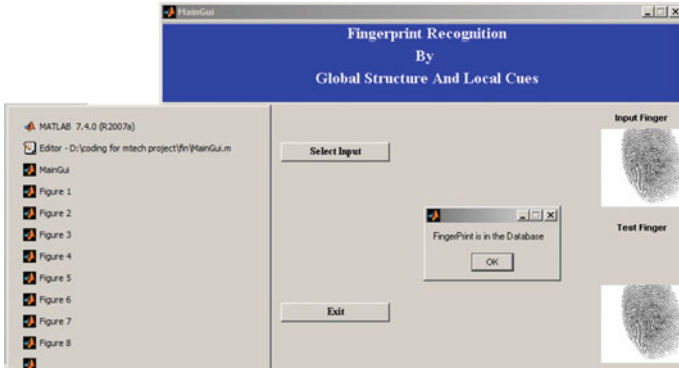 MainGui
Fingerprint Recognition
By
Global Structure And Local Cues
MATLAB 7.4.0 (R2007a)
Editor - D:\coding for mtech project\fin\MainGui.m
MainGui
Figure 1
Figure 2
Figure 3
Figure 4
Figure 5
Figure 6
Figure 7
Figure 8
Select Input
Exit
FingerPrint is in the Database
OK
Input Finger
Test Finger